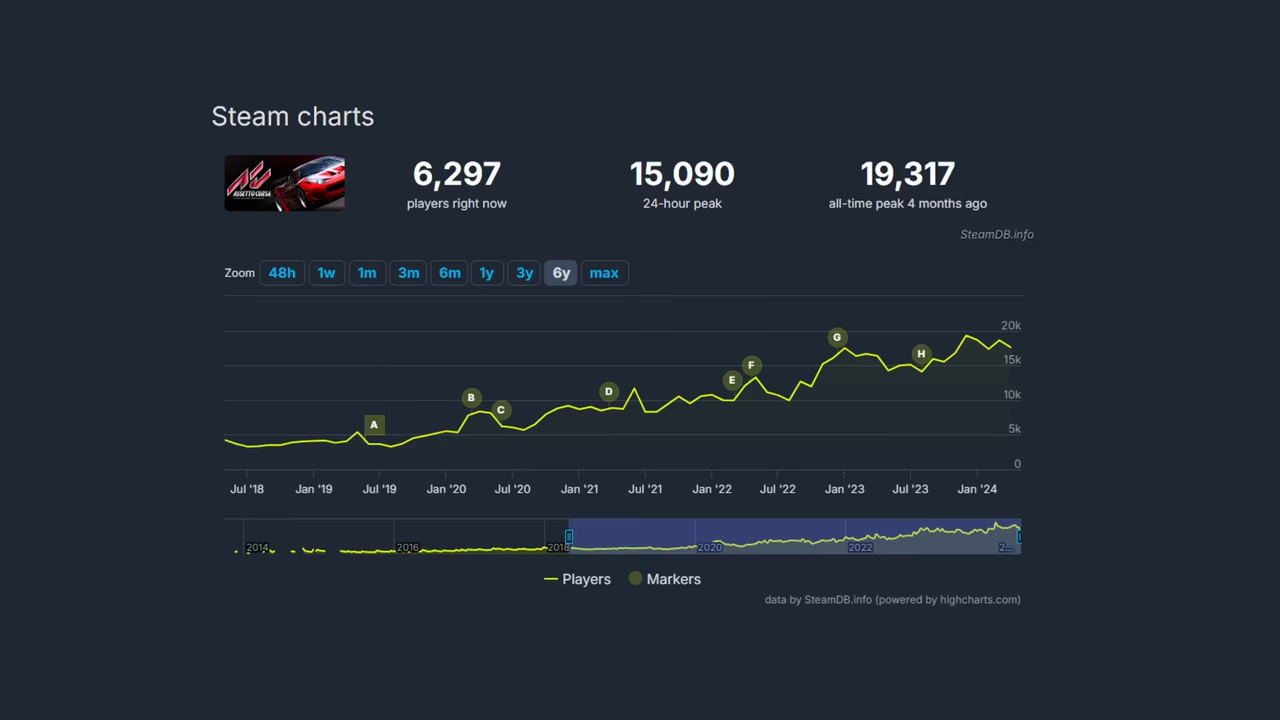 Steam charts
ASSETTO CORSA
6,297
players right now
15,090
24-hour peak
19,317
all-time peak 4 months ago
SteamDB.info
Zoom 48h 1w 1m 3m 6m 1y 3y 6y max
20k
15k
10k
5k
0
A
B
C
D
E
F
G
H
Jul '18 Jan '19 Jul '19 Jan '20 Jul '20 Jan '21 Jul '21 Jan '22 Jul '22 Jan '23 Jul '23 Jan '24
2014 2016 2018 2020 2022 2...
Players Markers
data by SteamDB.info (powered by highcharts.com)